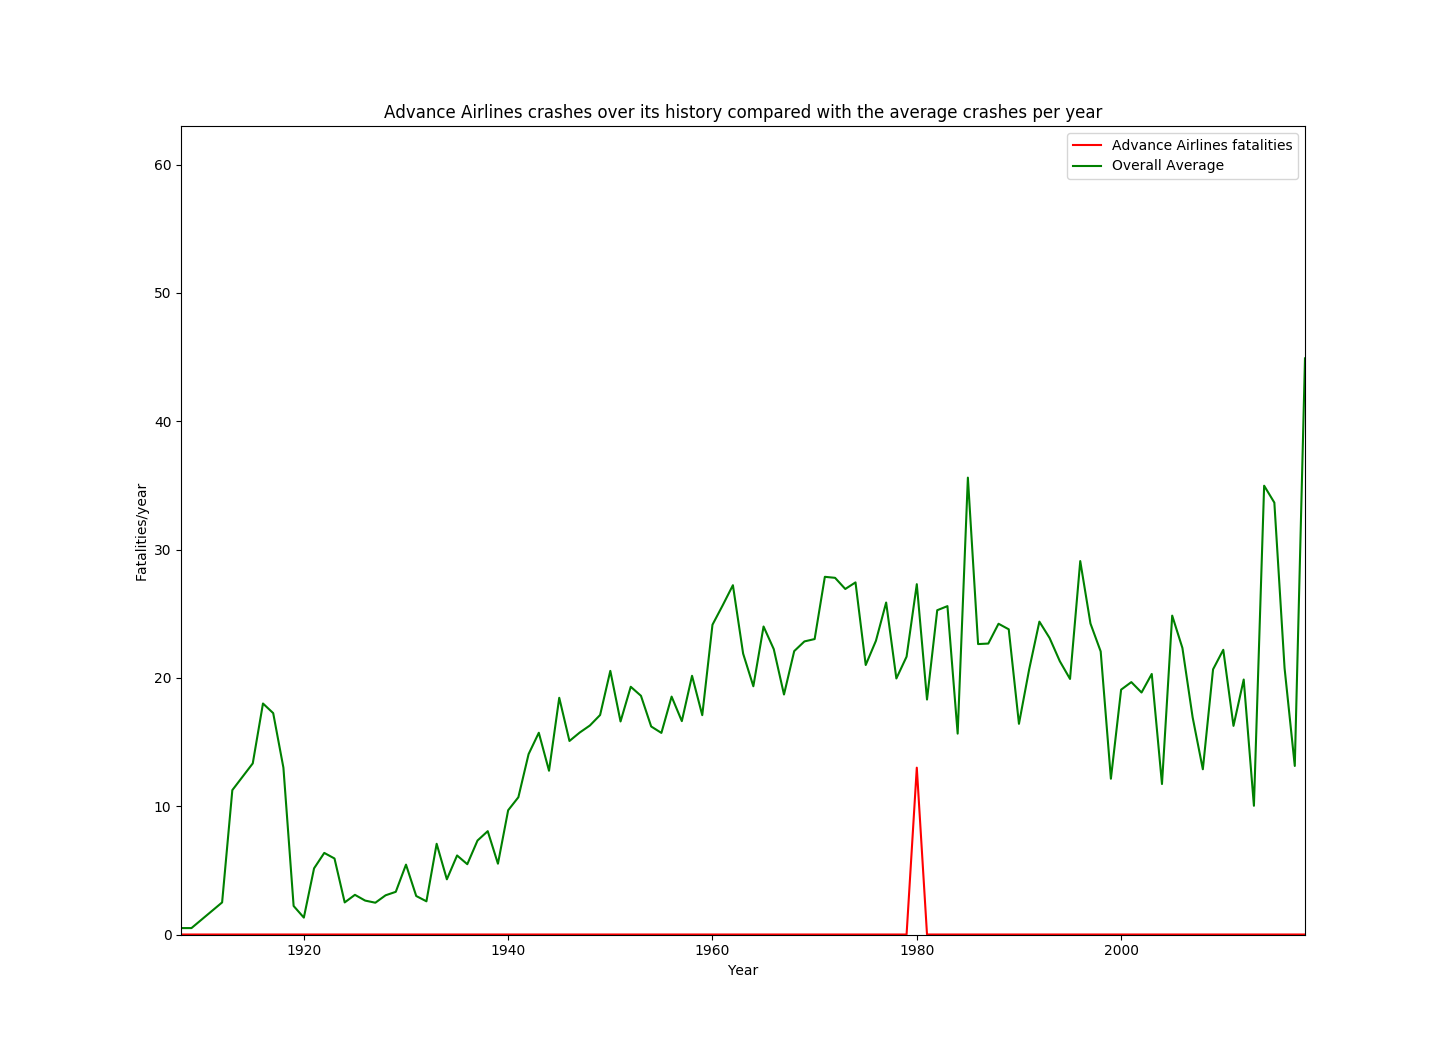 Advance Airlines crashes over its history compared with the average crashes per year
Advance Airlines fatalities
Overall Average
60
50
40
30
20
10
0
Fatalities/year
1920 1940 1960 1980 2000
Year